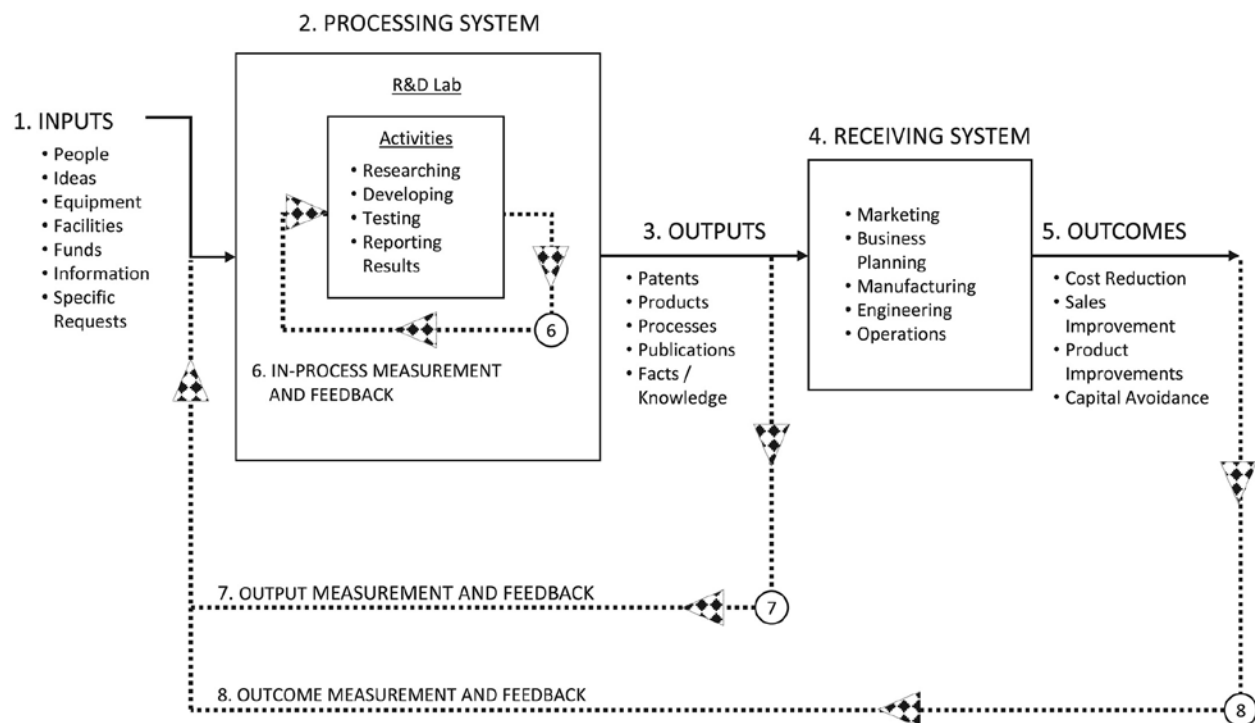 2. PROCESSING SYSTEM
R&D Lab
1. INPUTS
• People
• Ideas
• Equipment
• Facilities
• Funds
• Information
• Specific
Requests
Activities
• Researching
• Developing
• Testing
• Reporting
Results
6
6. IN-PROCESS MEASUREMENT
AND FEEDBACK
3. OUTPUTS
• Patents
• Products
• Processes
• Publications
• Facts /
Knowledge
4. RECEIVING SYSTEM
• Marketing
• Business
Planning
• Manufacturing
• Engineering
• Operations
5. OUTCOMES
• Cost Reduction
• Sales
Improvement
• Product
Improvements
• Capital Avoidance
7. OUTPUT MEASUREMENT AND FEEDBACK
7
8. OUTCOME MEASUREMENT AND FEEDBACK
8